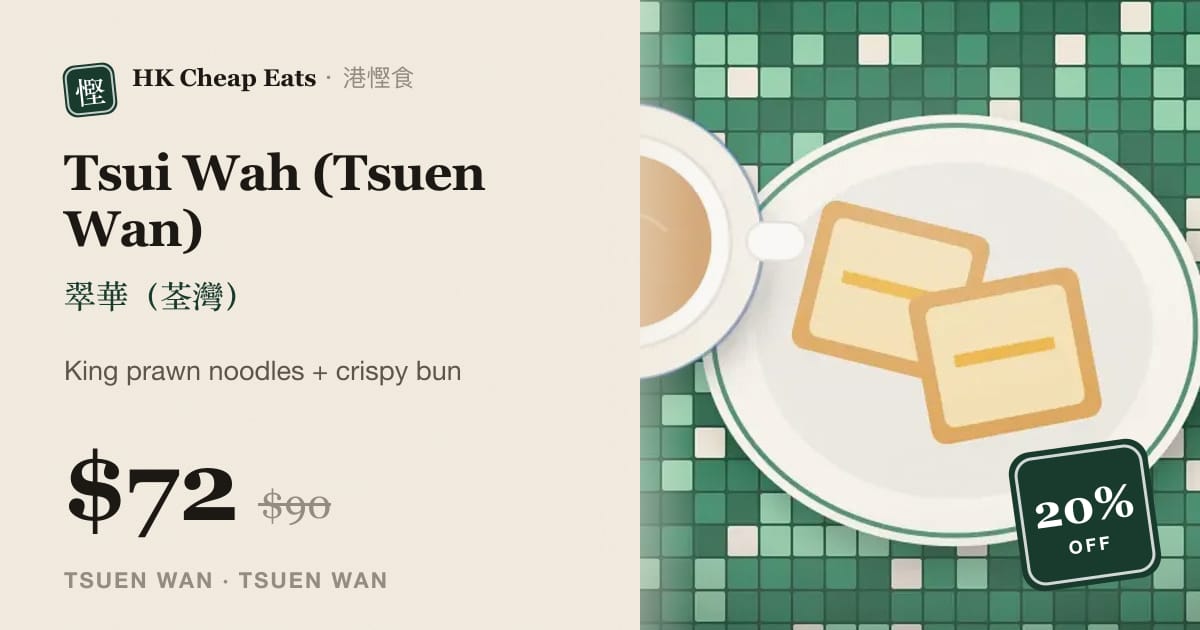 慳
HK Cheap Eats · 港慳食
Tsui Wah (Tsuen
Wan)
翠華（荃灣）
King prawn noodles + crispy bun
$72 $90
TSUEN WAN · TSUEN WAN
20%
OFF